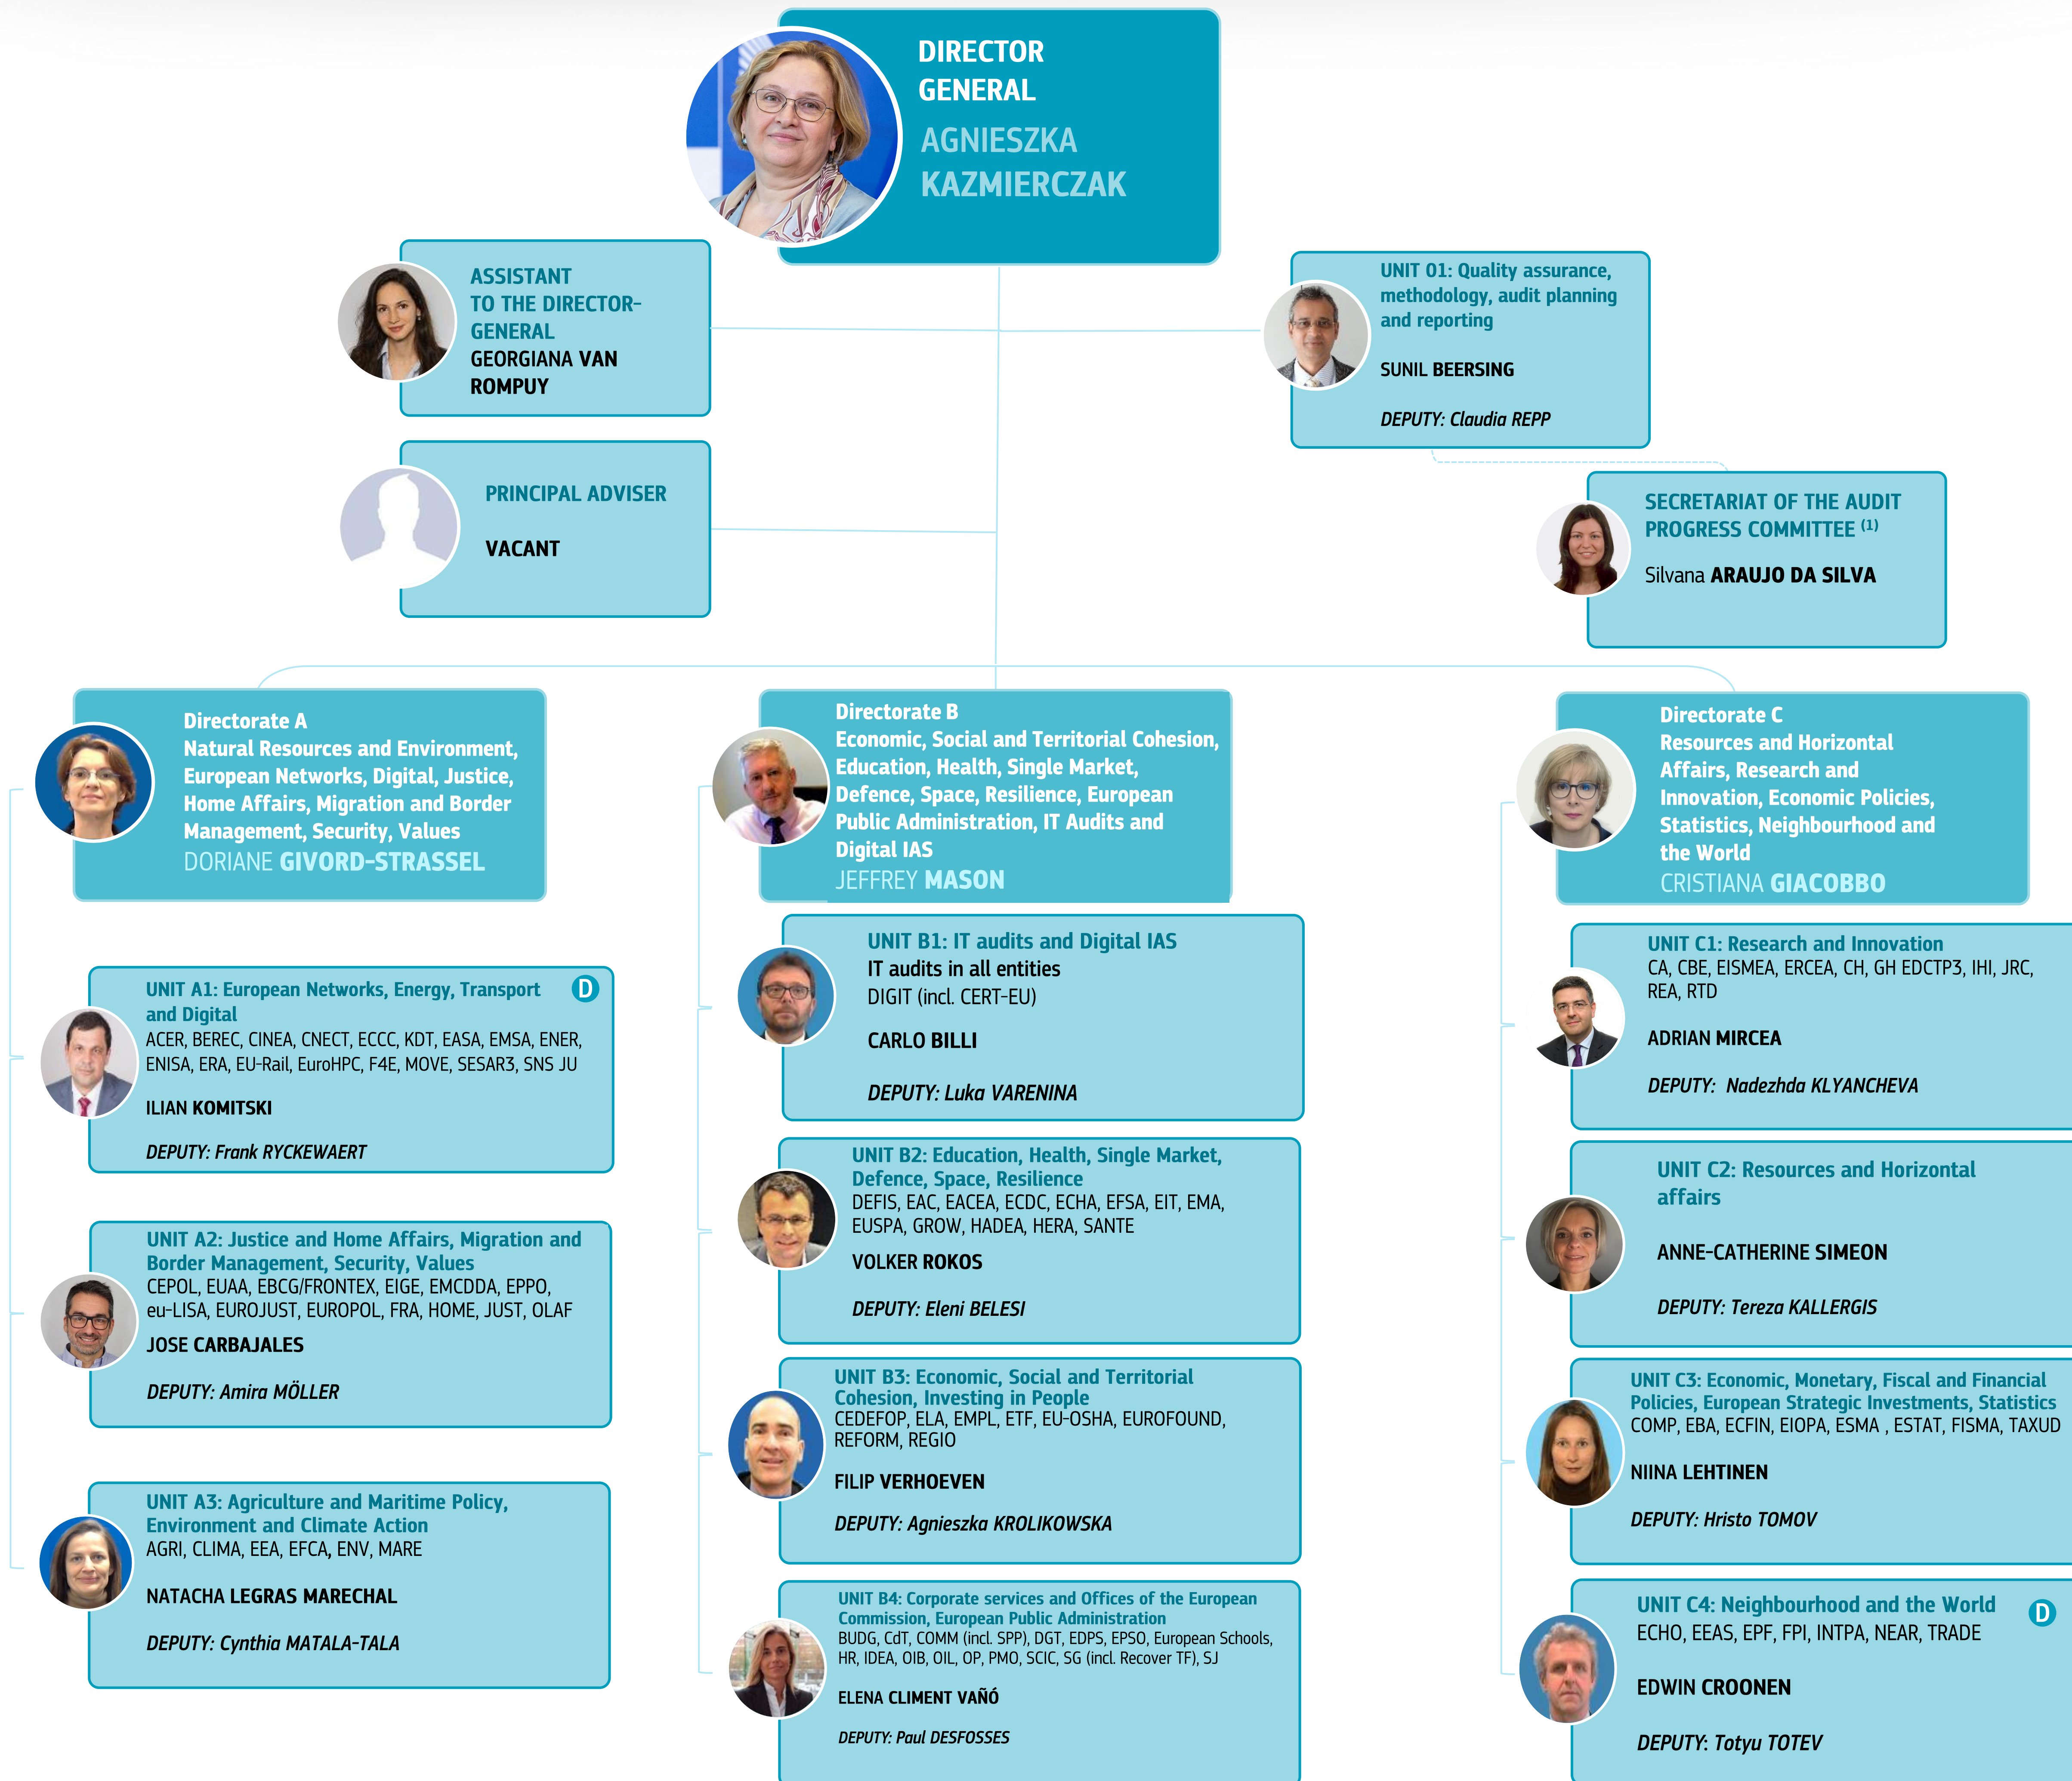 DIRECTOR
GENERAL
AGNIESZKA
KAZMIERCZAK
ASSISTANT
TO THE DIRECTOR-
GENERAL
GEORGIANA VAN
ROMPUY
UNIT 01: Quality assurance,
methodology, audit planning
and reporting
SUNIL BEERSING
DEPUTY: Claudia REPP
PRINCIPAL ADVISER
VACANT
SECRETARIAT OF THE AUDIT
PROGRESS COMMITTEE (1)
Silvana ARAUJO DA SILVA
Directorate A
Natural Resources and Environment,
European Networks, Digital, Justice,
Home Affairs, Migration and Border
Management, Security, Values
DORIANE GIVORD-STRASSEL
UNIT A1: European Networks, Energy, Transport
and Digital
D
ACER, BEREC, CINEA, CNECT, ECCC, KDT, EASA, EMSA, ENER,
ENISA, ERA, EU-Rail, EuroHPC, F4E, MOVE, SESAR3, SNS JU
ILIAN KOMITSKI
DEPUTY: Frank RYCKEWAERT
UNIT A2: Justice and Home Affairs, Migration and
Border Management, Security, Values
CEPOL, EUAA, EBCG/FRONTEX, EIGE, EMCDDA, EPPO,
eu-LISA, EUROJUST, EUROPOL, FRA, HOME, JUST, OLAF
JOSE CARBAJALES
DEPUTY: Amira MÖLLER
UNIT A3: Agriculture and Maritime Policy,
Environment and Climate Action
AGRI, CLIMA, EEA, EFCA, ENV, MARE
NATACHA LEGRAS MARECHAL
DEPUTY: Cynthia MATALA-TALA
Directorate B
Economic, Social and Territorial Cohesion,
Education, Health, Single Market,
Defence, Space, Resilience, European
Public Administration, IT Audits and
Digital IAS
JEFFREY MASON
UNIT B1: IT audits and Digital IAS
IT audits in all entities
DIGIT (incl. CERT-EU)
CARLO BILLI
DEPUTY: Luka VARENINA
UNIT B2: Education, Health, Single Market,
Defence, Space, Resilience
DEFIS, EAC, EACEA, ECDC, ECHA, EFSA, EIT, EMA,
EUSPA, GROW, HADEA, HERA, SANTE
VOLKER ROKOS
DEPUTY: Eleni BELESI
UNIT B3: Economic, Social and Territorial
Cohesion, Investing in People
CEDEFOP, ELA, EMPL, ETF, EU-OSHA, EUROFOUND,
REFORM, REGIO
FILIP VERHOEVEN
DEPUTY: Agnieszka KROLIKOWSKA
UNIT B4: Corporate services and Offices of the European
Commission, European Public Administration
BUDG, CdT, COMM (incl. SPP), DGT, EDPS, EPSO, European Schools,
HR, IDEA, OIB, OIL, OP, PMO, SCIC, SG (incl. Recover TF), SJ
ELENA CLIMENT VAÑÓ
DEPUTY: Paul DESFOSSES
Directorate C
Resources and Horizontal
Affairs, Research and
Innovation, Economic Policies,
Statistics, Neighbourhood and
the World
CRISTIANA GIACOBBO
UNIT C1: Research and Innovation
CA, CBE, EISMEA, ERCEA, CH, GH EDCTP3, IHI, JRC,
REA, RTD
ADRIAN MIRCEA
DEPUTY: Nadezhda KLYANCHEVA
UNIT C2: Resources and Horizontal
affairs
ANNE-CATHERINE SIMEON
DEPUTY: Tereza KALLERGIS
UNIT C3: Economic, Monetary, Fiscal and Financial
Policies, European Strategic Investments, Statistics
COMP, EBA, ECFIN, EIOPA, ESMA , ESTAT, FISMA, TAXUD
NIINA LEHTINEN
DEPUTY: Hristo TOMOV
UNIT C4: Neighbourhood and the World
D
ECHO, EEAS, EPF, FPI, INTPA, NEAR, TRADE
EDWIN CROONEN
DEPUTY: Totyu TOTEV